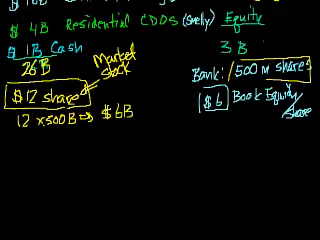 $ 4B Residential CDOs (smelly) Equity
$ 1B Cash 3B
26B Market stock
Bank: 500 m shares
$12 share
$6 Book Equity/share
12 x 500B => $6B